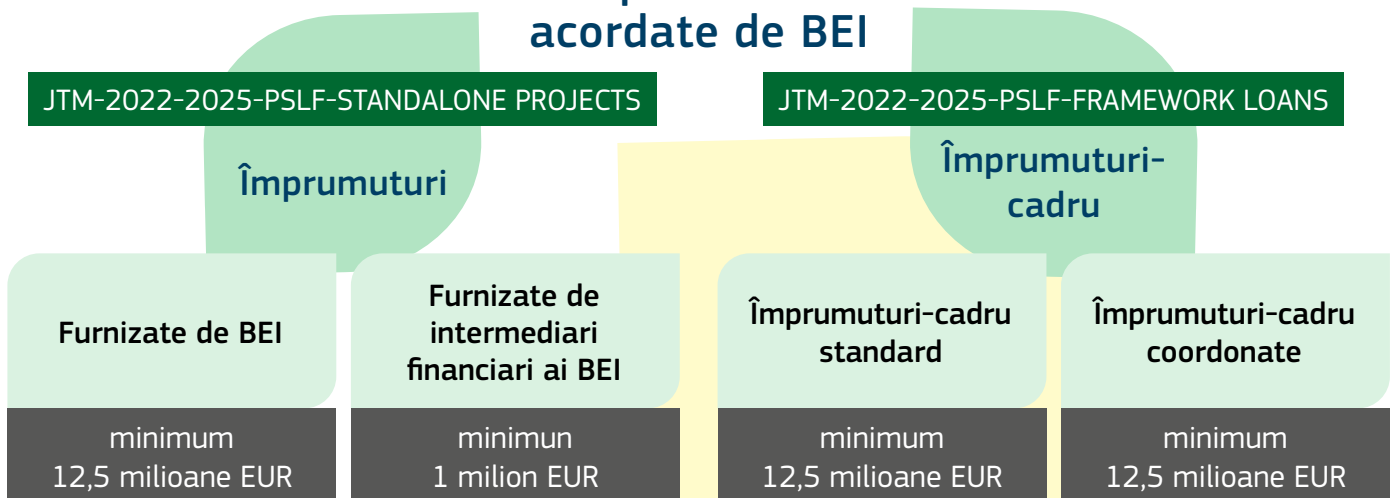 acordate de BEI
JTM-2022-2025-PSLF-STANDALONE PROJECTS
JTM-2022-2025-PSLF-FRAMEWORK LOANS
Împrumuturi
Împrumuturi-
cadru
Furnizate de BEI
Furnizate de
intermediari
financiari ai BEI
Împrumuturi-cadru
standard
Împrumuturi-cadru
coordonate
minimum
12,5 milioane EUR
minimun
1 milion EUR
minimum
12,5 milioane EUR
minimum
12,5 milioane EUR